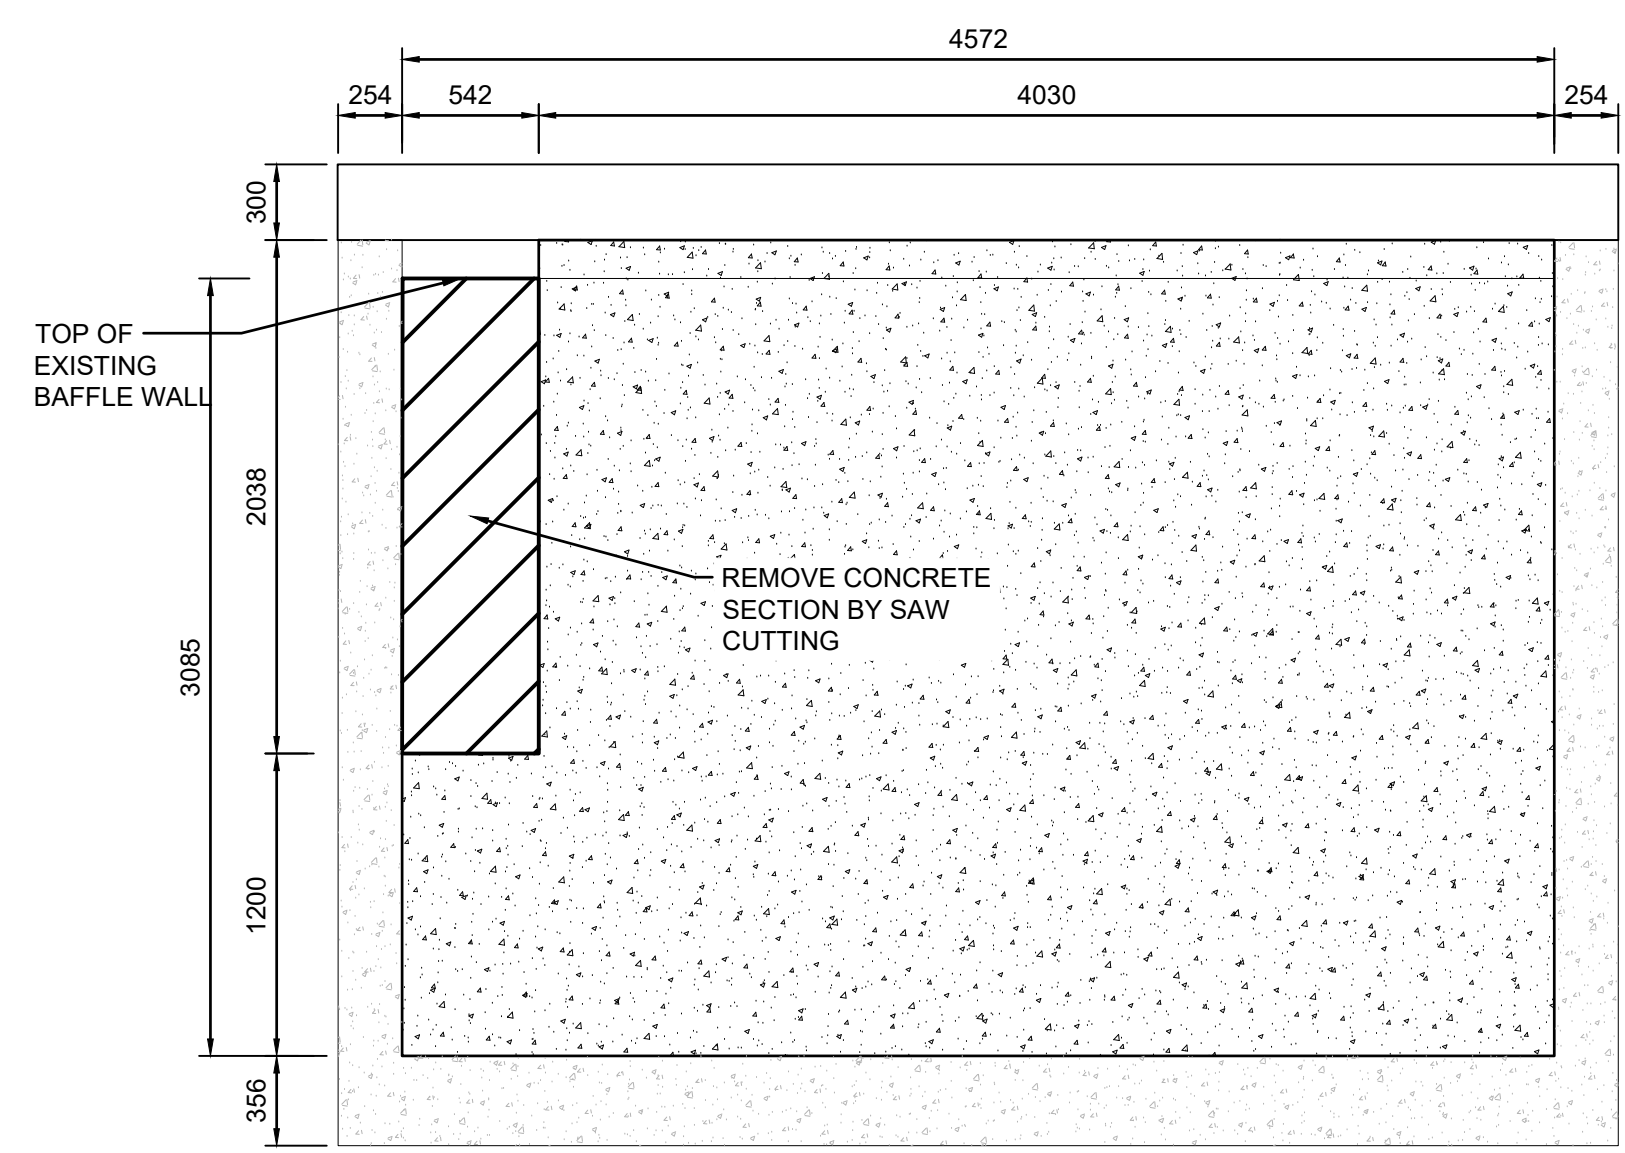 4572
254
542
4030
254
300
TOP OF
EXISTING
BAFFLE WALL
2038
REMOVE CONCRETE
SECTION BY SAW
CUTTING
3085
1200
356